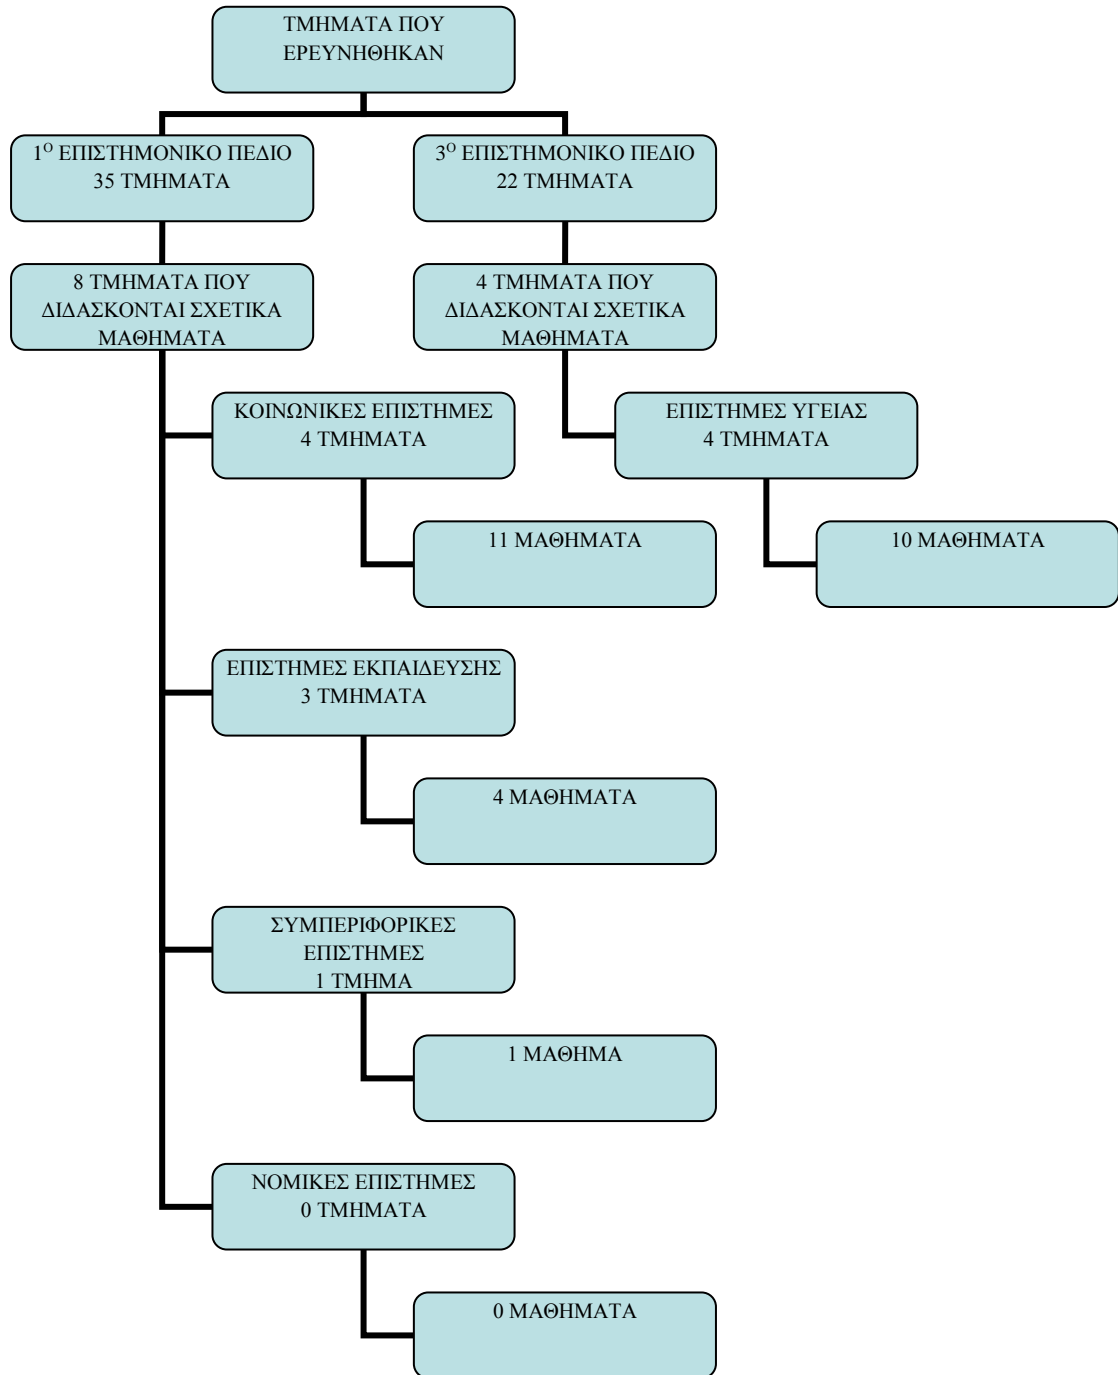 ΤΜΗΜΑΤΑ ΠΟΥ
ΕΡΕΥΝΗΘΗΚΑΝ
1Ο ΕΠΙΣΤΗΜΟΝΙΚΟ ΠΕΔΙΟ
35 ΤΜΗΜΑΤΑ
3Ο ΕΠΙΣΤΗΜΟΝΙΚΟ ΠΕΔΙΟ
22 ΤΜΗΜΑΤΑ
8 ΤΜΗΜΑΤΑ ΠΟΥ
ΔΙΔΑΣΚΟΝΤΑΙ ΣΧΕΤΙΚΑ
ΜΑΘΗΜΑΤΑ
4 ΤΜΗΜΑΤΑ ΠΟΥ
ΔΙΔΑΣΚΟΝΤΑΙ ΣΧΕΤΙΚΑ
ΜΑΘΗΜΑΤΑ
ΚΟΙΝΩΝΙΚΕΣ ΕΠΙΣΤΗΜΕΣ
4 ΤΜΗΜΑΤΑ
ΕΠΙΣΤΗΜΕΣ ΥΓΕΙΑΣ
4 ΤΜΗΜΑΤΑ
11 ΜΑΘΗΜΑΤΑ
10 ΜΑΘΗΜΑΤΑ
ΕΠΙΣΤΗΜΕΣ ΕΚΠΑΙΔΕΥΣΗΣ
3 ΤΜΗΜΑΤΑ
4 ΜΑΘΗΜΑΤΑ
ΣΥΜΠΕΡΙΦΟΡΙΚΕΣ
ΕΠΙΣΤΗΜΕΣ
1 ΤΜΗΜΑ
1 ΜΑΘΗΜΑ
ΝΟΜΙΚΕΣ ΕΠΙΣΤΗΜΕΣ
0 ΤΜΗΜΑΤΑ
0 ΜΑΘΗΜΑΤΑ